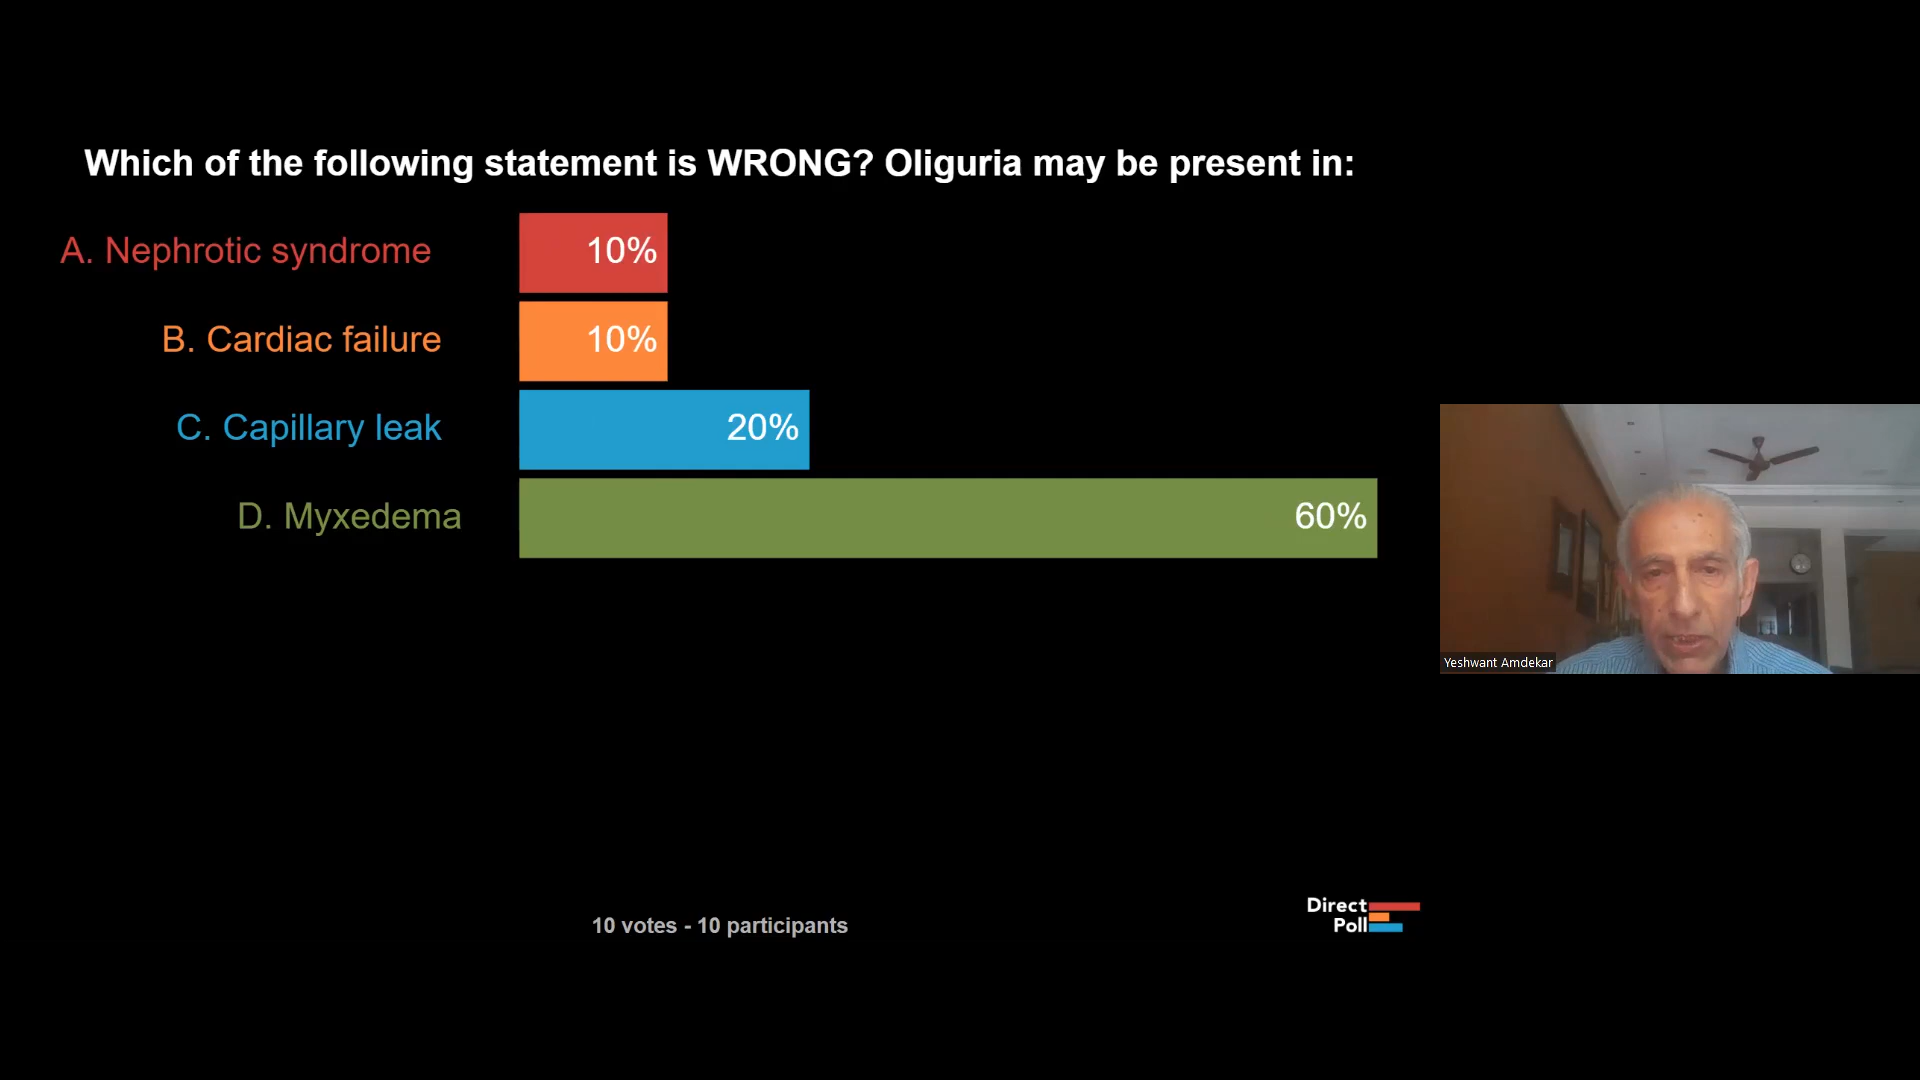 Which of the following statement is WRONG? Oliguria may be present in:
A. Nephrotic syndrome 10%
B. Cardiac failure 10%
C. Capillary leak 20%
D. Myxedema 60%
Yeshwant Amdekar
10 votes - 10 participants
Direct
Poll